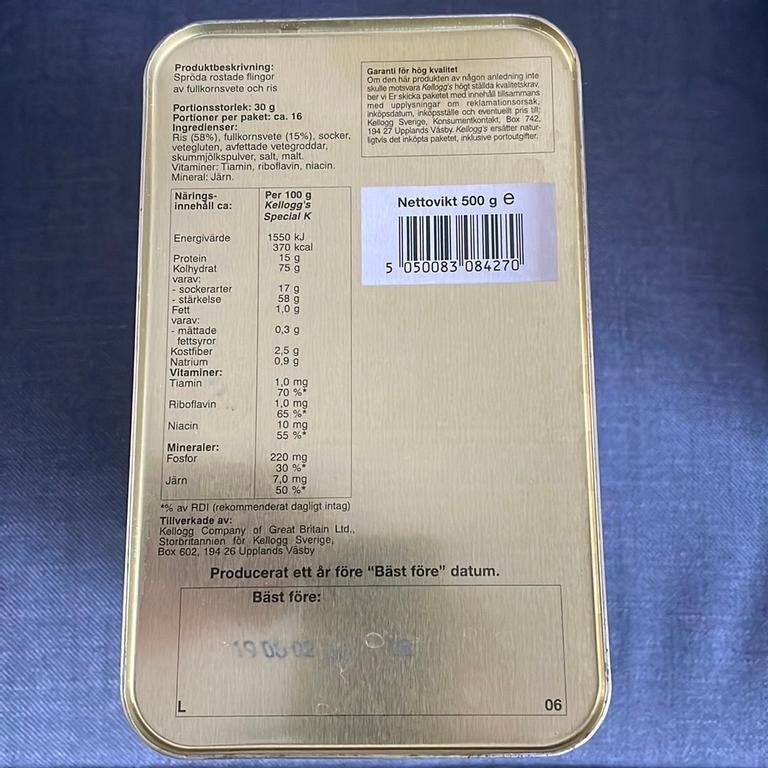 Produktbeskrivning:
Spröda rostade flingor
av fullkornsvete och ris
Portionsstorlek: 30 g
Portioner per paket: ca. 16
Ingredienser:
Ris (58%), fullkornsvete (15%), socker,
vetegluten, avfettade vetegroddar,
skummjölkspulver, salt, malt.
Vitaminer: Tiamin, riboflavin, niacin.
Mineral: Järn.
Garanti för hög kvalitet
Om den här produkten av någon anledning inte
skulle motsvara Kellogg's högt ställda kvalitetskrav,
ber vi Er skicka paketet med innehåll tillsammans
med upplysningar om reklamationsorsak,
inköpsdatum, inköpsställe och eventuellt pris till:
Kellogg Sverige, Konsumentkontakt, Box 742,
194 27 Upplands Väsby. Kellogg's ersätter natur-
ligtvis det inköpta paketet, inklusive portoutgifter.
Nettovikt 500 g e
5 050083 084270
Närings- Per 100 g
innehåll ca: Kellogg's
Special K
Energivärde 1550 kJ
370 kcal
Protein 15 g
Kolhydrat 75 g
varav:
- sockerarter 17 g
- stärkelse 58 g
Fett 1,0 g
varav:
- mättade 0,3 g
fettsyror
Kostfiber 2,5 g
Natrium 0,9 g
Vitaminer:
Tiamin 1,0 mg
70 %*
Riboflavin 1,0 mg
65 %*
Niacin 10 mg
55 %*
Mineraler:
Fosfor 220 mg
30 %*
Järn 7,0 mg
50 %*
*% av RDI (rekommenderat dagligt intag)
Tillverkade av:
Kellogg Company of Great Britain Ltd.,
Storbritannien för Kellogg Sverige,
Box 602, 194 26 Upplands Väsby
Producerat ett år före “Bäst före” datum.
Bäst före:
L 06